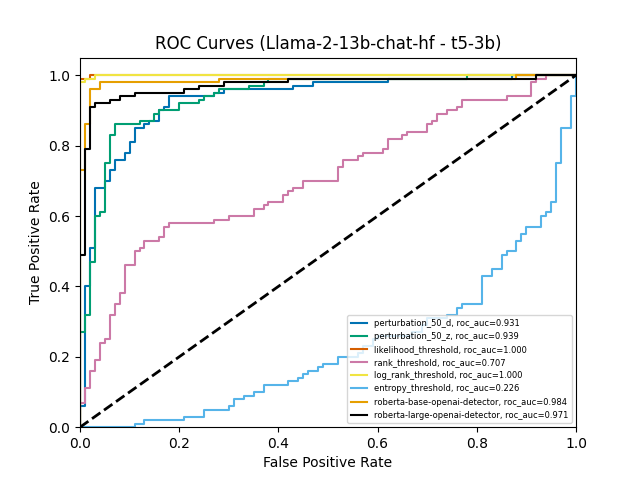 ROC Curves (Llama-2-13b-chat-hf - t5-3b)
True Positive Rate
1.0
0.8
0.6
0.4
0.2
0.0
perturbation_50_d, roc_auc=0.931
perturbation_50_z, roc_auc=0.939
likelihood_threshold, roc_auc=1.000
rank_threshold, roc_auc=0.707
log_rank_threshold, roc_auc=1.000
entropy_threshold, roc_auc=0.226
roberta-base-openai-detector, roc_auc=0.984
roberta-large-openai-detector, roc_auc=0.971
0.0 0.2 0.4 0.6 0.8 1.0
False Positive Rate